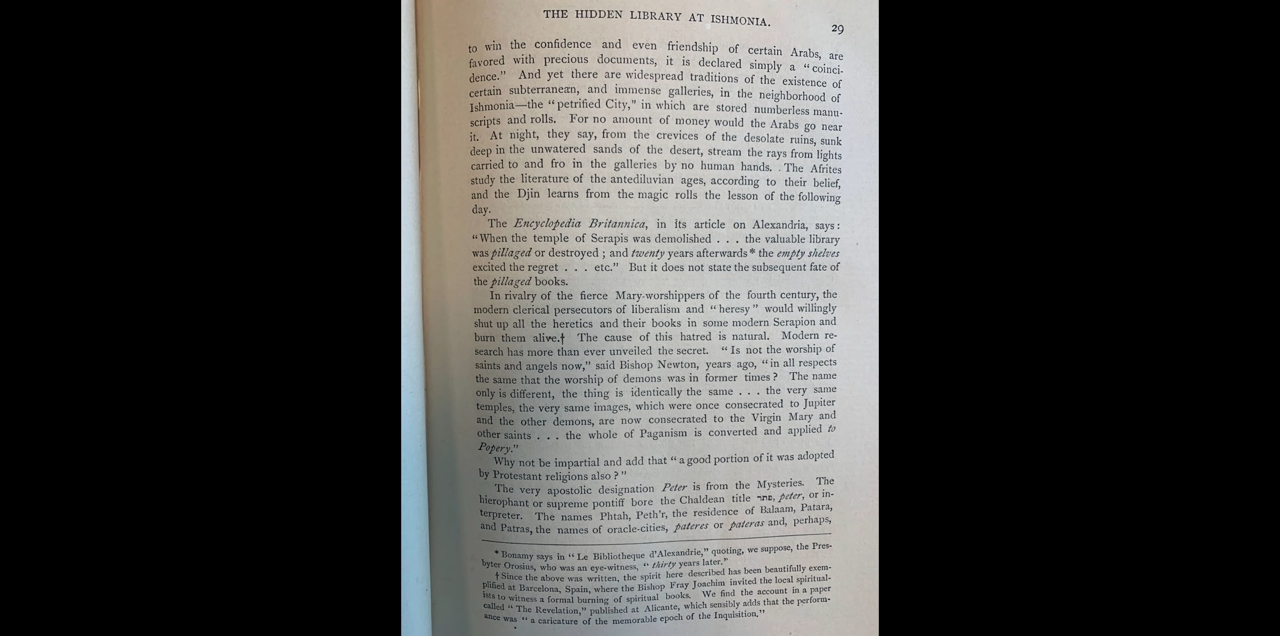 THE HIDDEN LIBRARY AT ISHMONIA.
29
to win the confidence and even friendship of certain Arabs, are
favored with precious documents, it is declared simply a “coinci-
dence.” And yet there are widespread traditions of the existence of
certain subterranean, and immense galleries, in the neighborhood of
Ishmonia—the “petrified City,” in which are stored numberless manu-
scripts and rolls. For no amount of money would the Arabs go near
it. At night, they say, from the crevices of the desolate ruins, sunk
deep in the unwatered sands of the desert, stream the rays from lights
carried to and fro in the galleries by no human hands. The Afrites
study the literature of the antediluvian ages, according to their belief,
and the Djin learns from the magic rolls the lesson of the following
day.
The Encyclopedia Britannica, in its article on Alexandria, says:
“When the temple of Serapis was demolished . . . the valuable library
was pillaged or destroyed; and twenty years afterwards* the empty shelves
excited the regret . . . etc.” But it does not state the subsequent fate of
the pillaged books.
In rivalry of the fierce Mary-worshippers of the fourth century, the
modern clerical persecutors of liberalism and “heresy” would willingly
shut up all the heretics and their books in some modern Serapion and
burn them alive.† The cause of this hatred is natural. Modern re-
search has more than ever unveiled the secret. “Is not the worship of
saints and angels now,” said Bishop Newton, years ago, “in all respects
the same that the worship of demons was in former times? The name
only is different, the thing is identically the same . . . the very same
temples, the very same images, which were once consecrated to Jupiter
and the other demons, are now consecrated to the Virgin Mary and
other saints . . . the whole of Paganism is converted and applied to
Popery.”
Why not be impartial and add that “a good portion of it was adopted
by Protestant religions also?”
The very apostolic designation Peter is from the Mysteries. The
hierophant or supreme pontiff bore the Chaldean title פתר, peter, or in-
terpreter. The names Phtah, Peth'r, the residence of Balaam, Patara,
and Patras, the names of oracle-cities, pateres or pateras and, perhaps,
* Bonamy says in “Le Bibliotheque d'Alexandrie,” quoting, we suppose, the Pres-
byter Orosius, who was an eye-witness, “thirty years later.”
† Since the above was written, the spirit here described has been beautifully exem-
plified at Barcelona, Spain, where the Bishop Fray Joachim invited the local spiritual-
ists to witness a formal burning of spiritual books. We find the account in a paper
called “The Revelation,” published at Alicante, which sensibly adds that the perform-
ance was “a caricature of the memorable epoch of the Inquisition.”